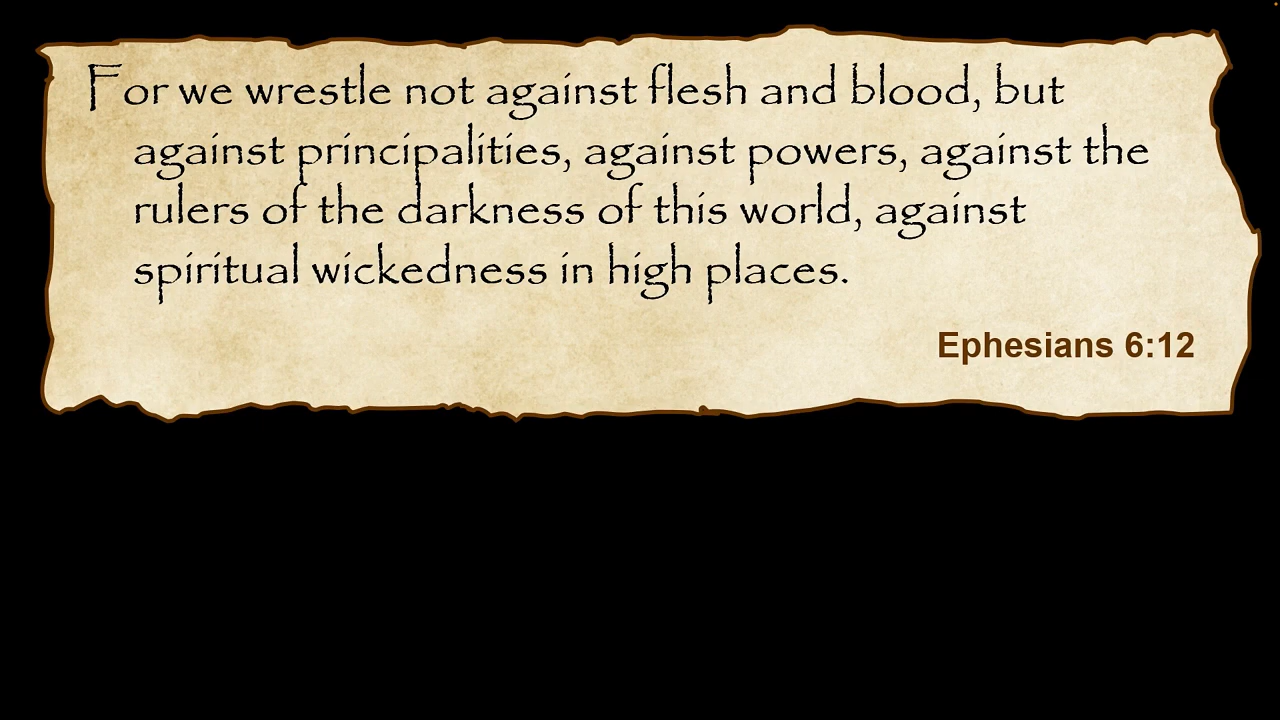 For we wrestle not against flesh and blood, but
against principalities, against powers, against the
rulers of the darkness of this world, against
spiritual wickedness in high places.
Ephesians 6:12